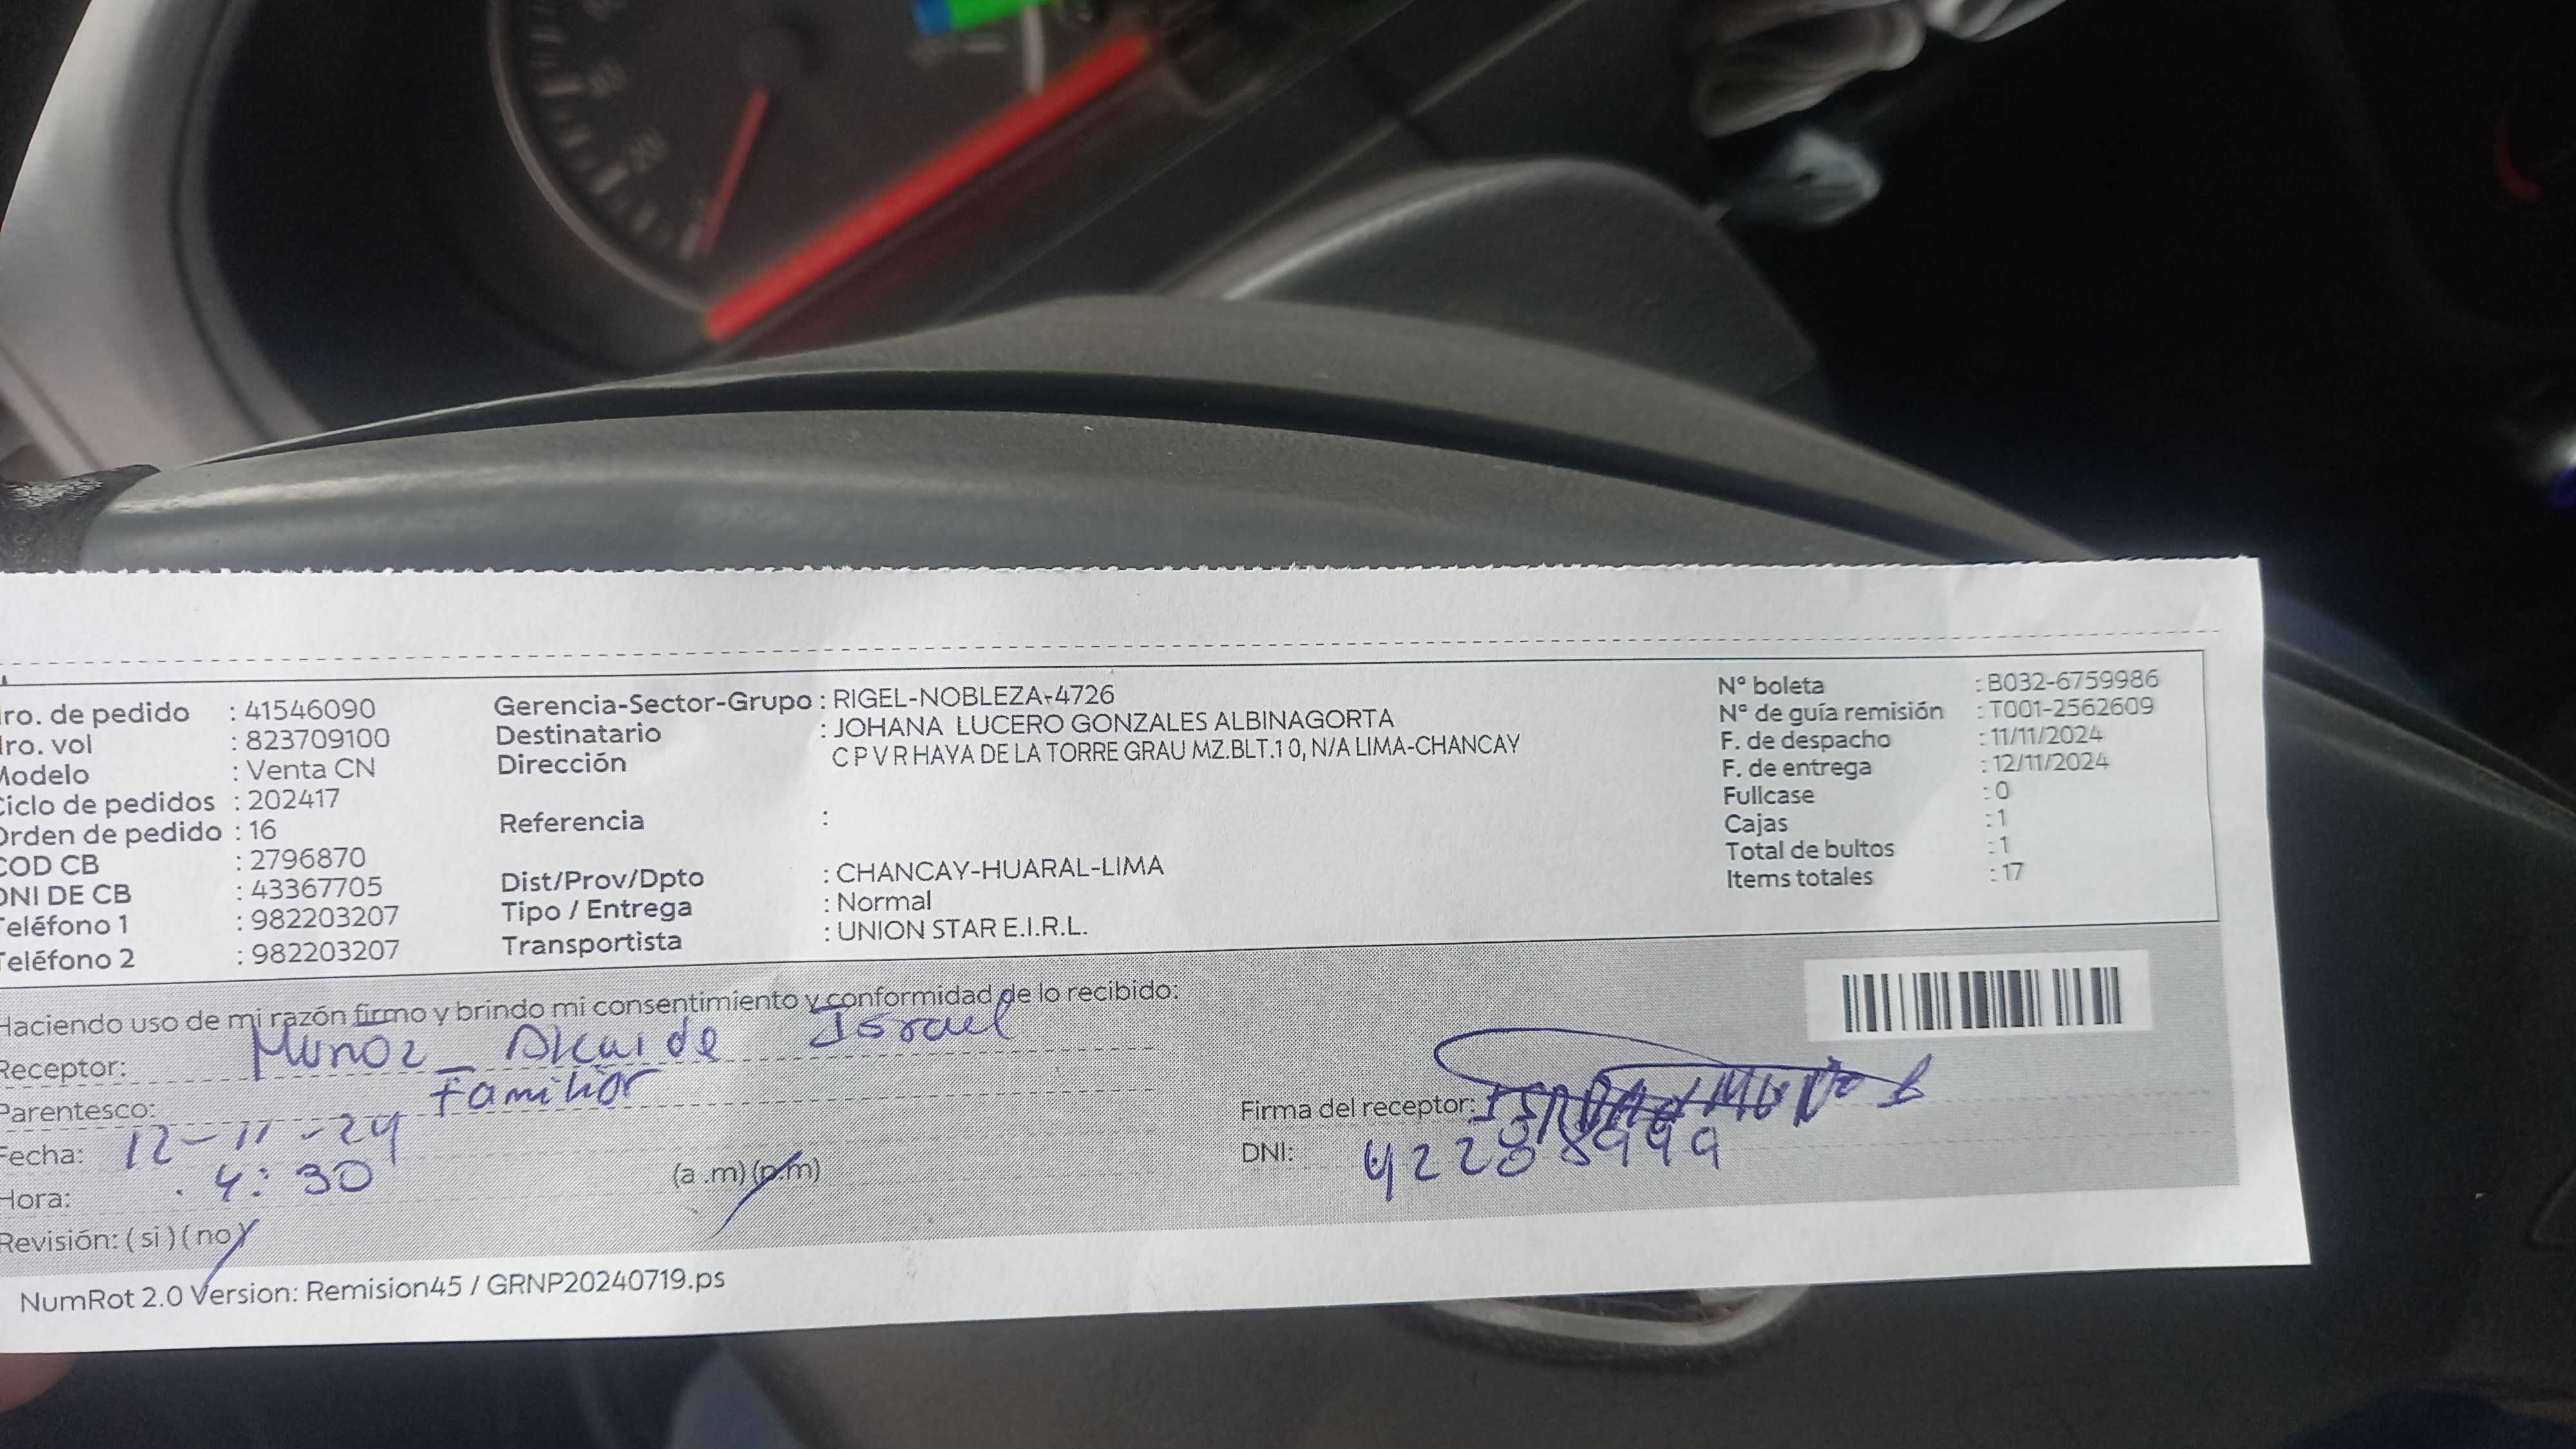 ro. de pedido : 41546090
ro. vol : 823709100
Modelo : Venta CN
Ciclo de pedidos : 202417
Orden de pedido : 16
COD CB : 2796870
DNI DE CB : 43367705
Teléfono 1 : 982203207
Teléfono 2 : 982203207
Gerencia-Sector-Grupo : RIGEL-NOBLEZA-4726
Destinatario : JOHANA LUCERO GONZALES ALBINAGORTA
Dirección C P V R HAYA DE LA TORRE GRAU MZ.BLT.1 0, N/A LIMA-CHANCAY
Referencia :
Dist/Prov/Dpto : CHANCAY-HUARAL-LIMA
Tipo / Entrega : Normal
Transportista : UNION STAR E.I.R.L.
N° boleta : B032-6759986
N° de guía remisión : T001-2562609
F. de despacho : 11/11/2024
F. de entrega : 12/11/2024
Fullcase : 0
Cajas : 1
Total de bultos : 1
Items totales : 17
Haciendo uso de mi razón firmo y brindo mi consentimiento y conformidad de lo recibido:
Receptor: Munoz Alcaide Israel
Parentesco: Familior
Fecha: 12-11-24
Hora: 4:30 (a .m) (p.m)
Revisión: ( si ) ( no )
Firma del receptor:
DNI:
NumRot 2.0 Version: Remision45 / GRNP20240719.ps